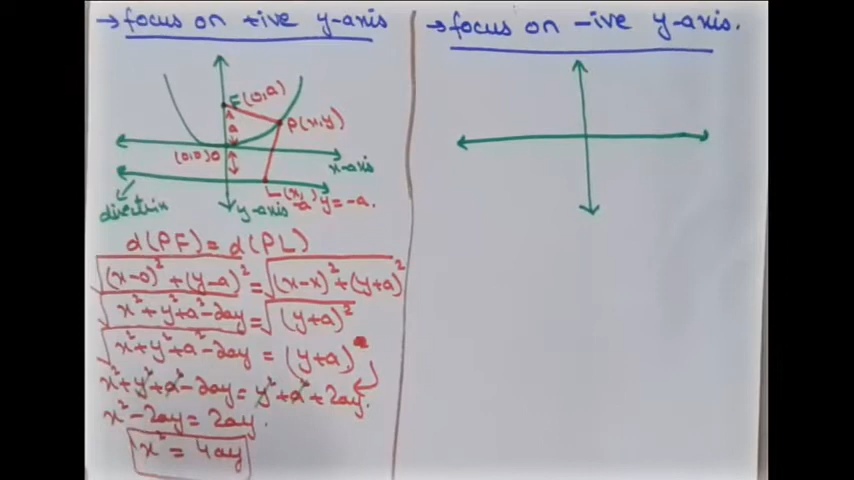 → focus on +ive y-axis
F(0,a)
P(x,y)
a
(0,0)O
x-axis
L(x,-a)
y=-a.
directrix
y-axis
d(PF) = d(PL)
√(x-0)²+(y-a)² = √(x-x)²+(y+a)²
√x²+y²+a²-2ay = √(y+a)²
√x²+y²+a²-2ay = (y+a)
x²+y²+a²-2ay = y²+a²+2ay.
x²-2ay = 2ay.
x² = 4ay
→ focus on -ive y-axis.